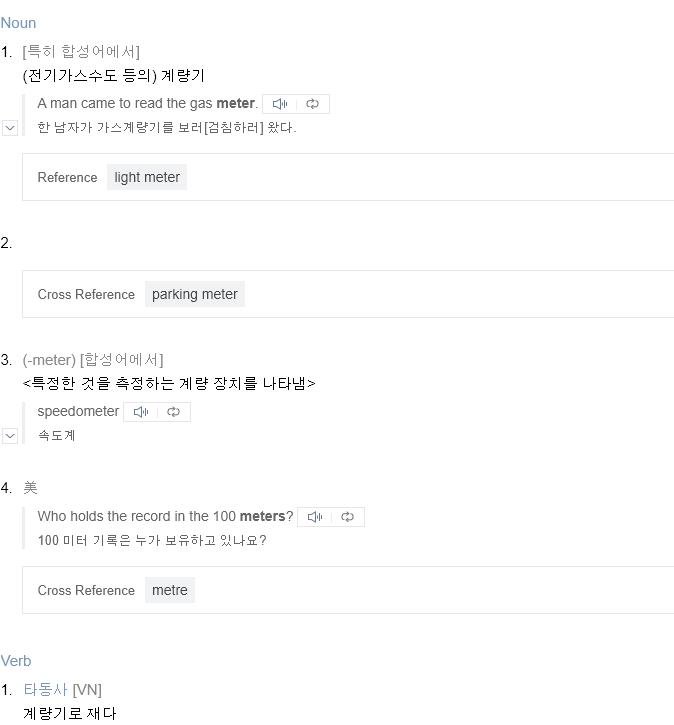 Noun
1. [특히 합성어에서]
(전기가스수도 등의) 계량기
A man came to read the gas meter.
한 남자가 가스계량기를 보러[검침하러] 왔다.
Reference light meter
2.
Cross Reference parking meter
3. (-meter) [합성어에서]
<특정한 것을 측정하는 계량 장치를 나타냄>
speedometer
속도계
4. 美
Who holds the record in the 100 meters?
100 미터 기록은 누가 보유하고 있나요?
Cross Reference metre
Verb
1. 타동사 [VN]
계량기로 재다